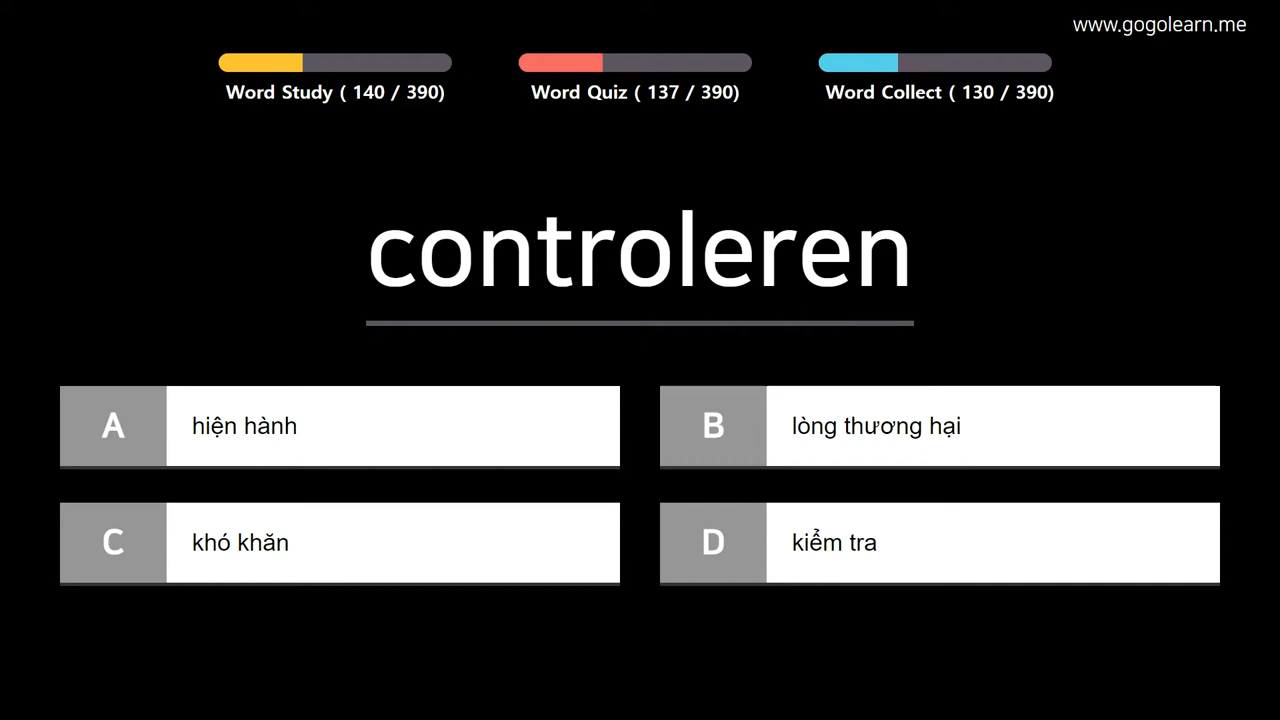 www.gogolearn.me
Word Study ( 140 / 390)
Word Quiz ( 137 / 390)
Word Collect ( 130 / 390)
controleren
A hiện hành
B lòng thương hại
C khó khăn
D kiểm tra